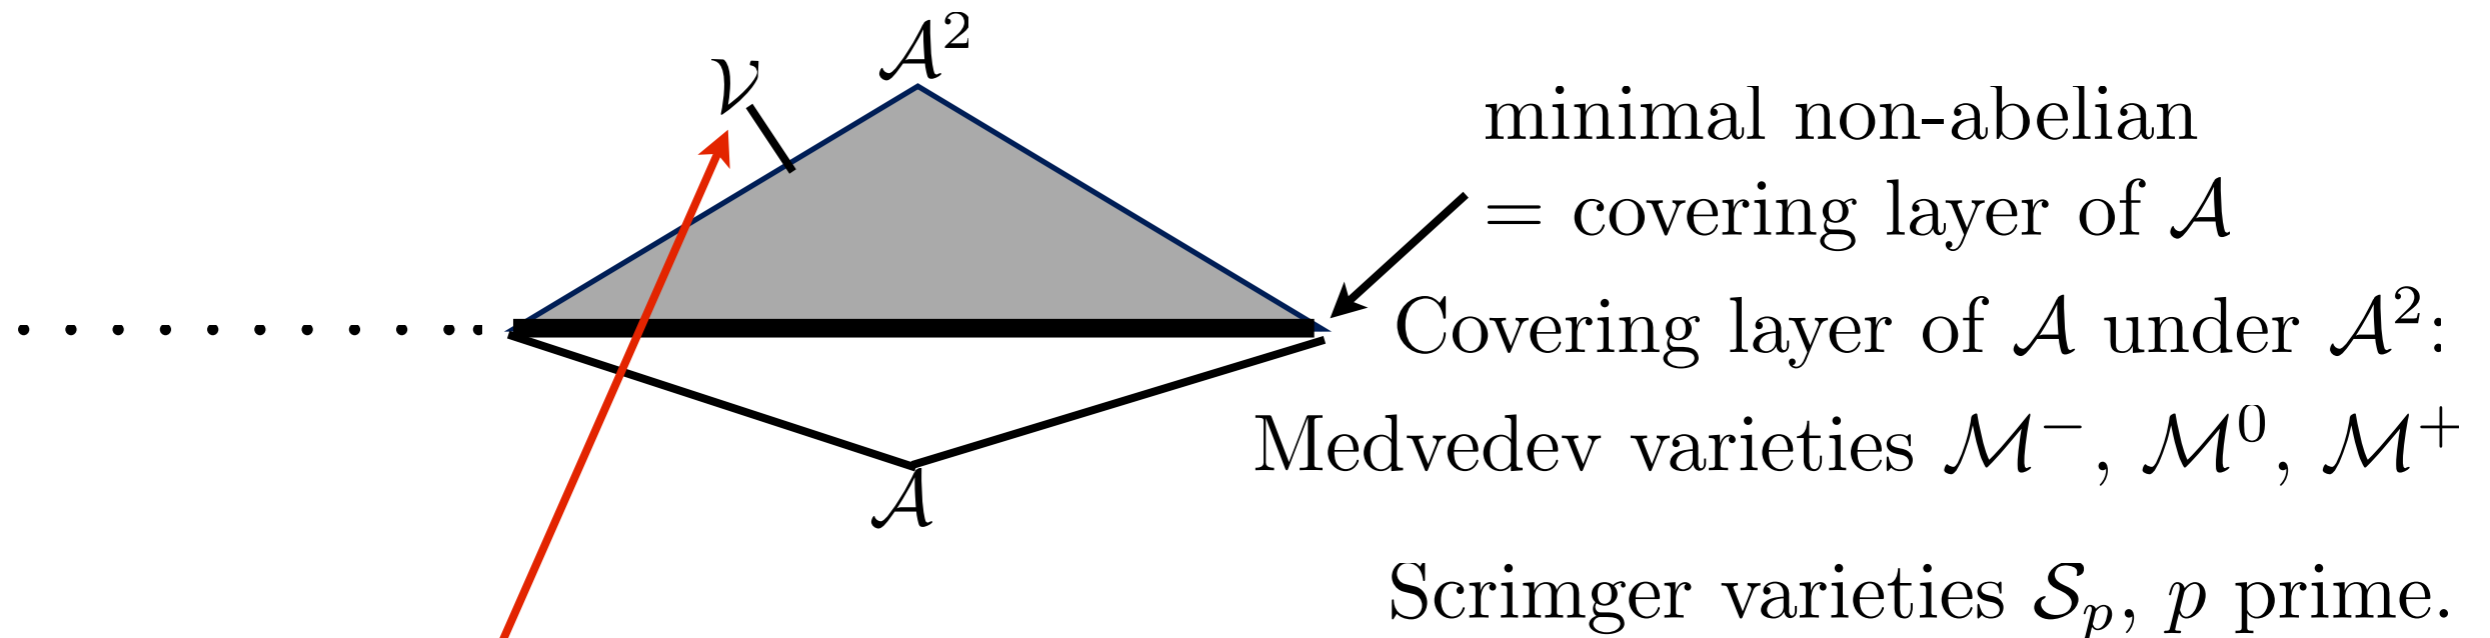 𝒜²
𝒱
minimal non-abelian
= covering layer of 𝒜
Covering layer of 𝒜 under 𝒜²:
Medvedev varieties ℳ⁻, ℳ⁰, ℳ⁺
𝒜
Scrimger varieties 𝒮ₚ, p prime.